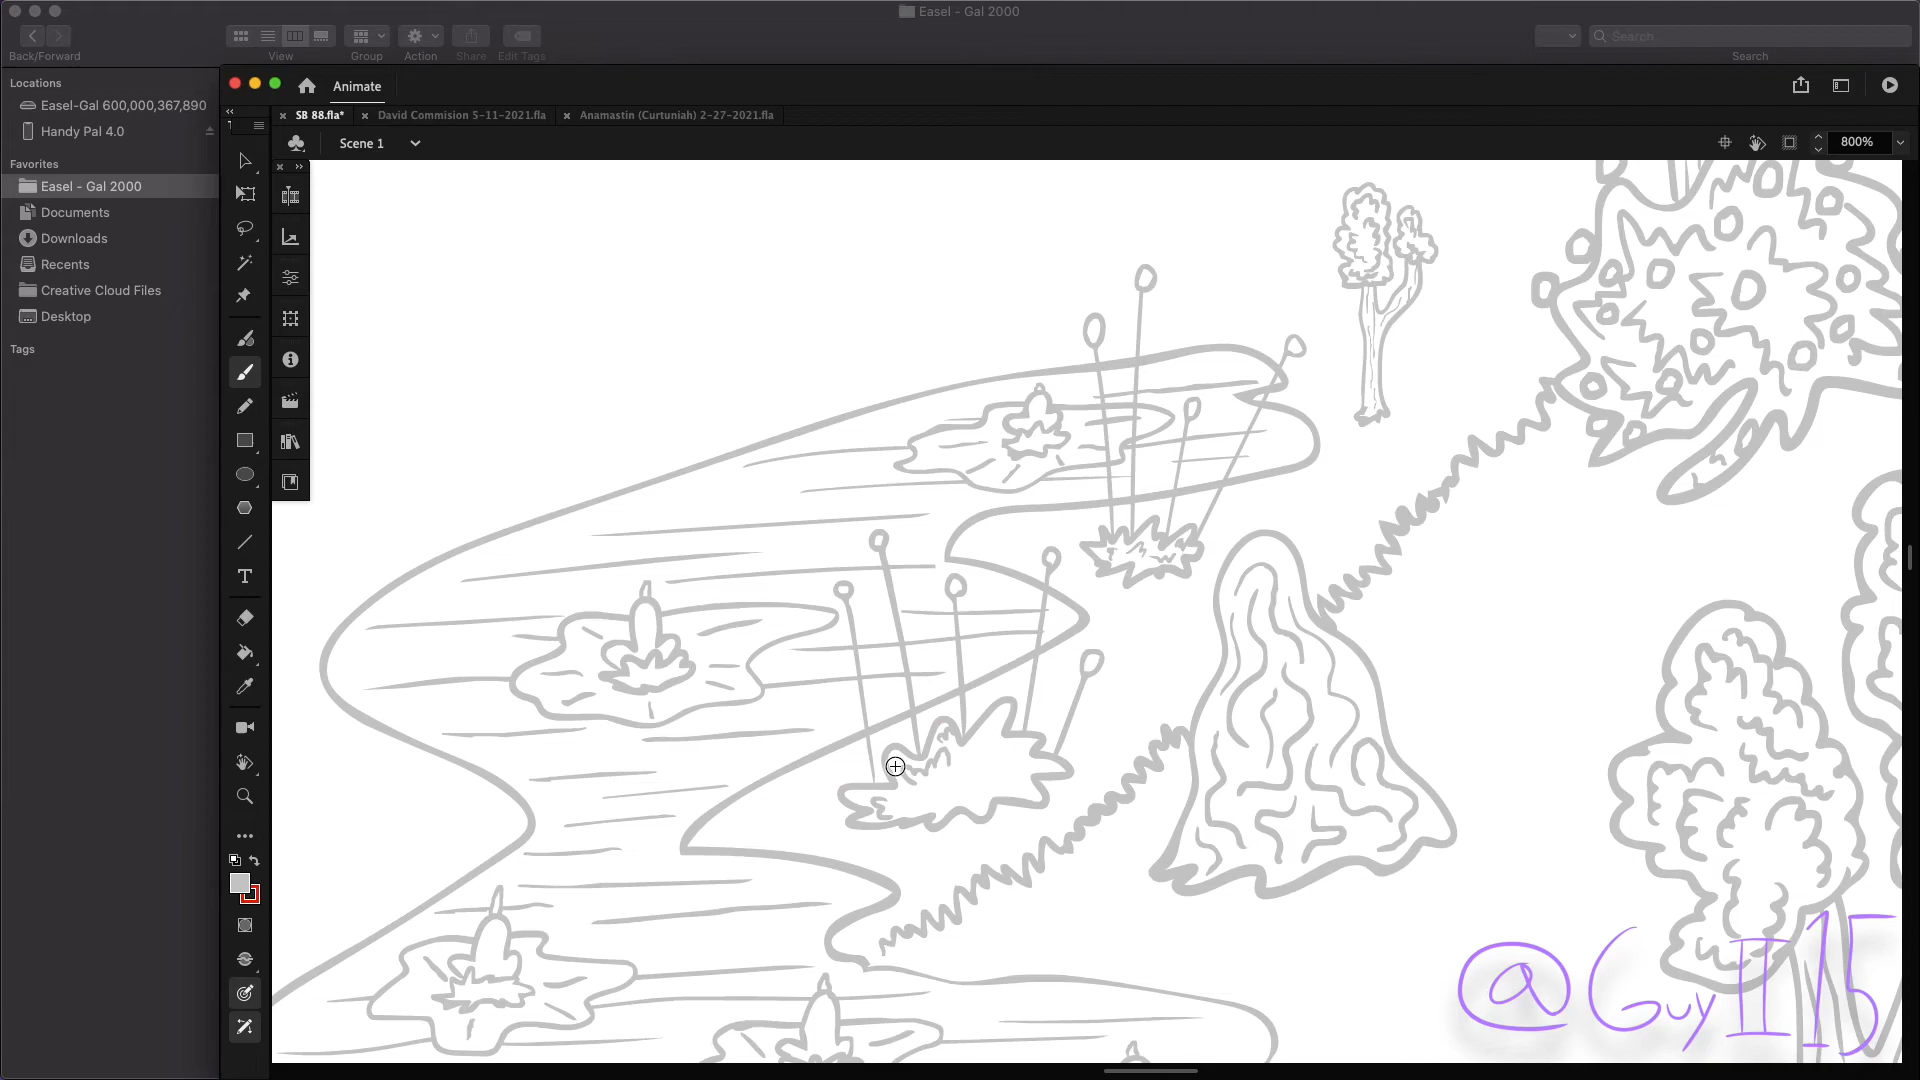 Easel - Gal 2000
Back/Forward
View
Group
Action
Share
Edit Tags
Search
Search
Locations
Easel-Gal 600,000,367,890
Handy Pal 4.0
Favorites
Easel - Gal 2000
Documents
Downloads
Recents
Creative Cloud Files
Desktop
Tags
Animate
SB 88.fla*
David Commision 5-11-2021.fla
Anamastin (Curtuniah) 2-27-2021.fla
Scene 1
800%
@GuyII15